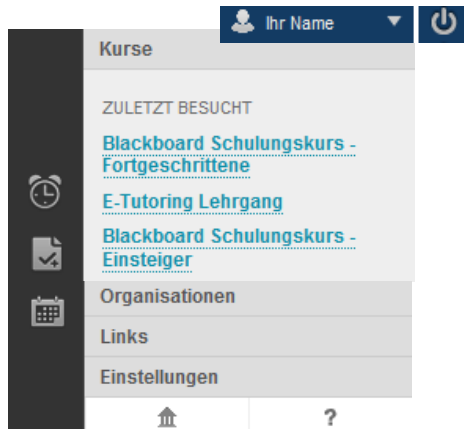 Ihr Name
Kurse
ZULETZT BESUCHT
Blackboard Schulungskurs -
Fortgeschrittene
E-Tutoring Lehrgang
Blackboard Schulungskurs -
Einsteiger
Organisationen
Links
Einstellungen
?